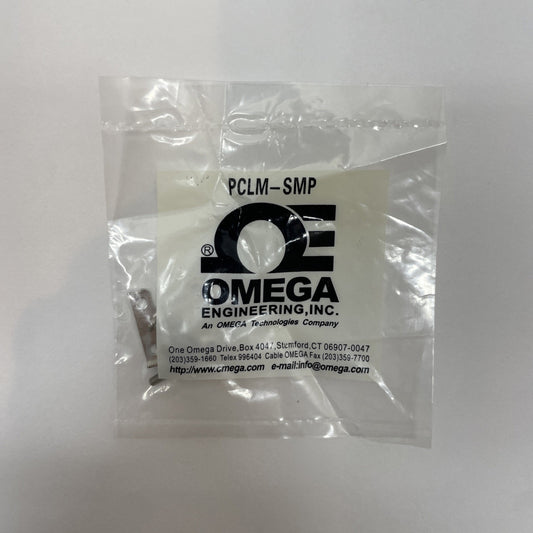 PCLM-SMP
ΩE
®
OMEGA
ENGINEERING,INC.
An OMEGA Technologies Company
One Omega Drive,Box 4047,Stamford,CT 06907-0047
(203)359-1660 Telex 996404 Cable OMEGA Fax (203)359-7700
http://www.omega.com e-mail:info@omega.com